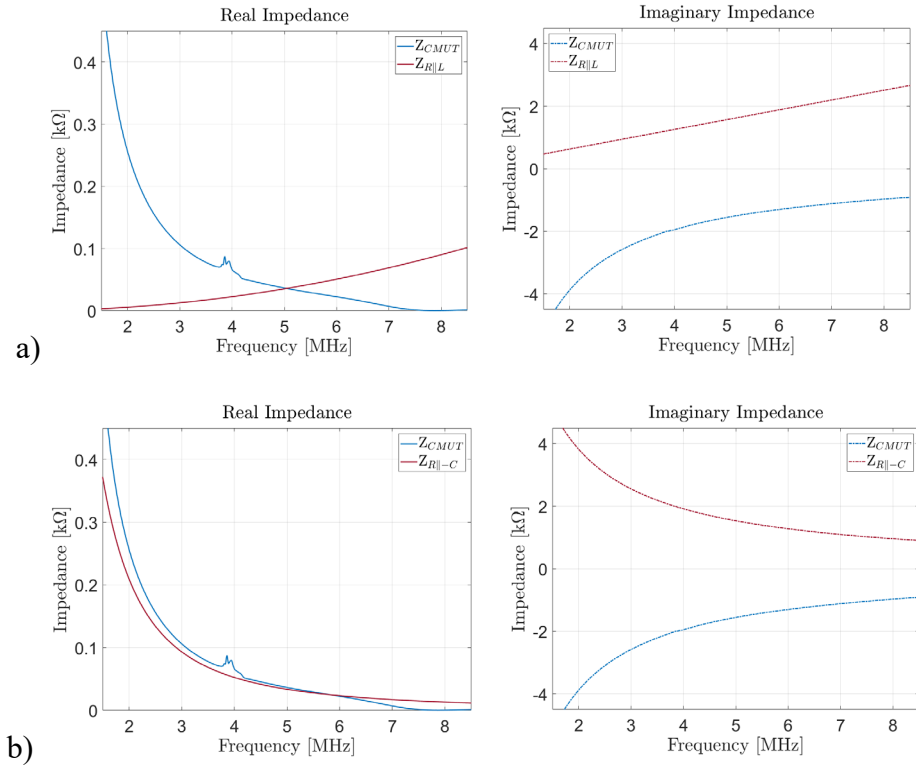 Real Impedance
Imaginary Impedance
Z_CMUT
Z_R∥L
Z_CMUT
Z_R∥L
Impedance [kΩ]
0.4
0.3
0.2
0.1
0
2 3 4 5 6 7 8
Frequency [MHz]
Impedance [kΩ]
4
2
0
-2
-4
2 3 4 5 6 7 8
Frequency [MHz]
a)
Real Impedance
Imaginary Impedance
Z_CMUT
Z_R∥−C
Z_CMUT
Z_R∥−C
Impedance [kΩ]
0.4
0.3
0.2
0.1
0
2 3 4 5 6 7 8
Frequency [MHz]
Impedance [kΩ]
4
2
0
-2
-4
2 3 4 5 6 7 8
Frequency [MHz]
b)